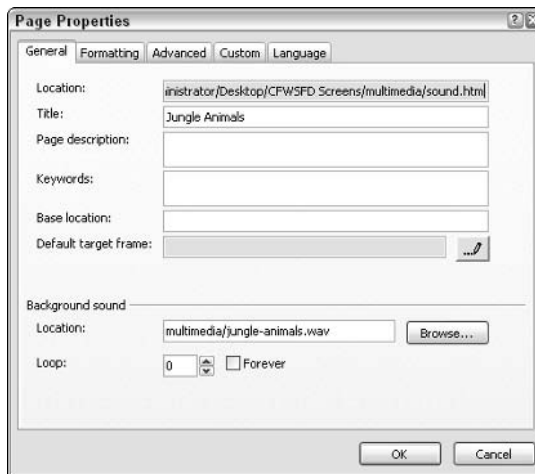 Page Properties
General Formatting Advanced Custom Language
Location: inistrator/Desktop/CFWSFD Screens/multimedia/sound.htm
Title: Jungle Animals
Page description:
Keywords:
Base location:
Default target frame:
Background sound
Location: multimedia/jungle-animals.wav Browse...
Loop: 0 Forever
OK Cancel